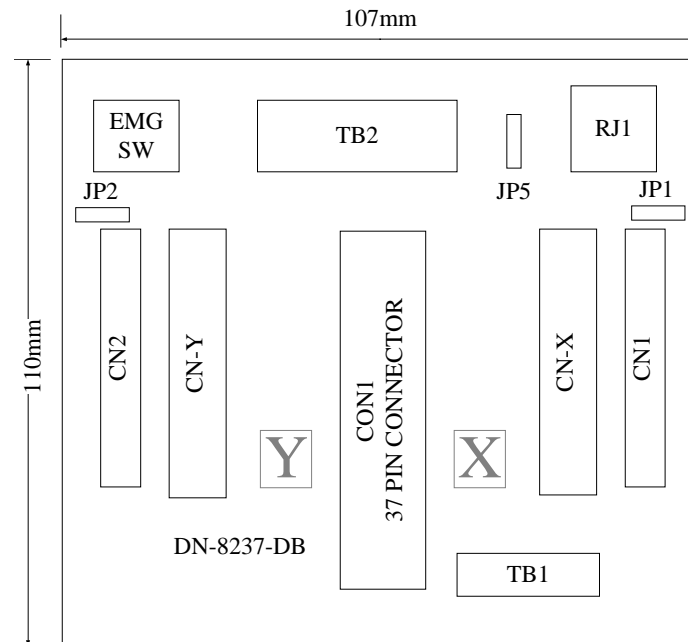 107mm
EMG
SW
TB2
RJ1
JP2
JP5
JP1
110mm
CN2
CN-Y
CON1
37 PIN CONNECTOR
CN-X
CN1
Y
X
DN-8237-DB
TB1